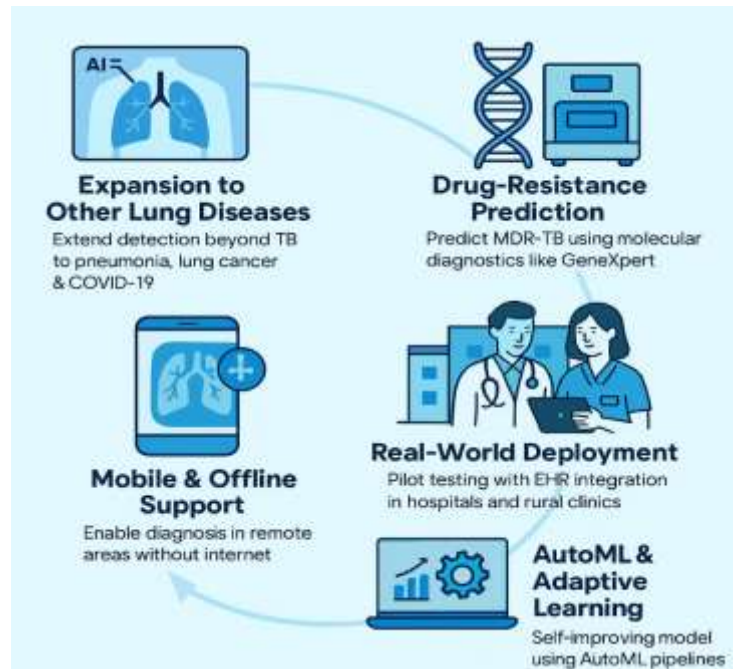 AI
Expansion to
Other Lung Diseases
Extend detection beyond TB
to pneumonia, lung cancer
& COVID-19
Drug-Resistance
Prediction
Predict MDR-TB using molecular
diagnostics like GeneXpert
Real-World Deployment
Pilot testing with EHR integration
in hospitals and rural clinics
Mobile & Offline
Support
Enable diagnosis in remote
areas without internet
AutoML &
Adaptive
Learning
Self-improving model
using AutoML pipelines